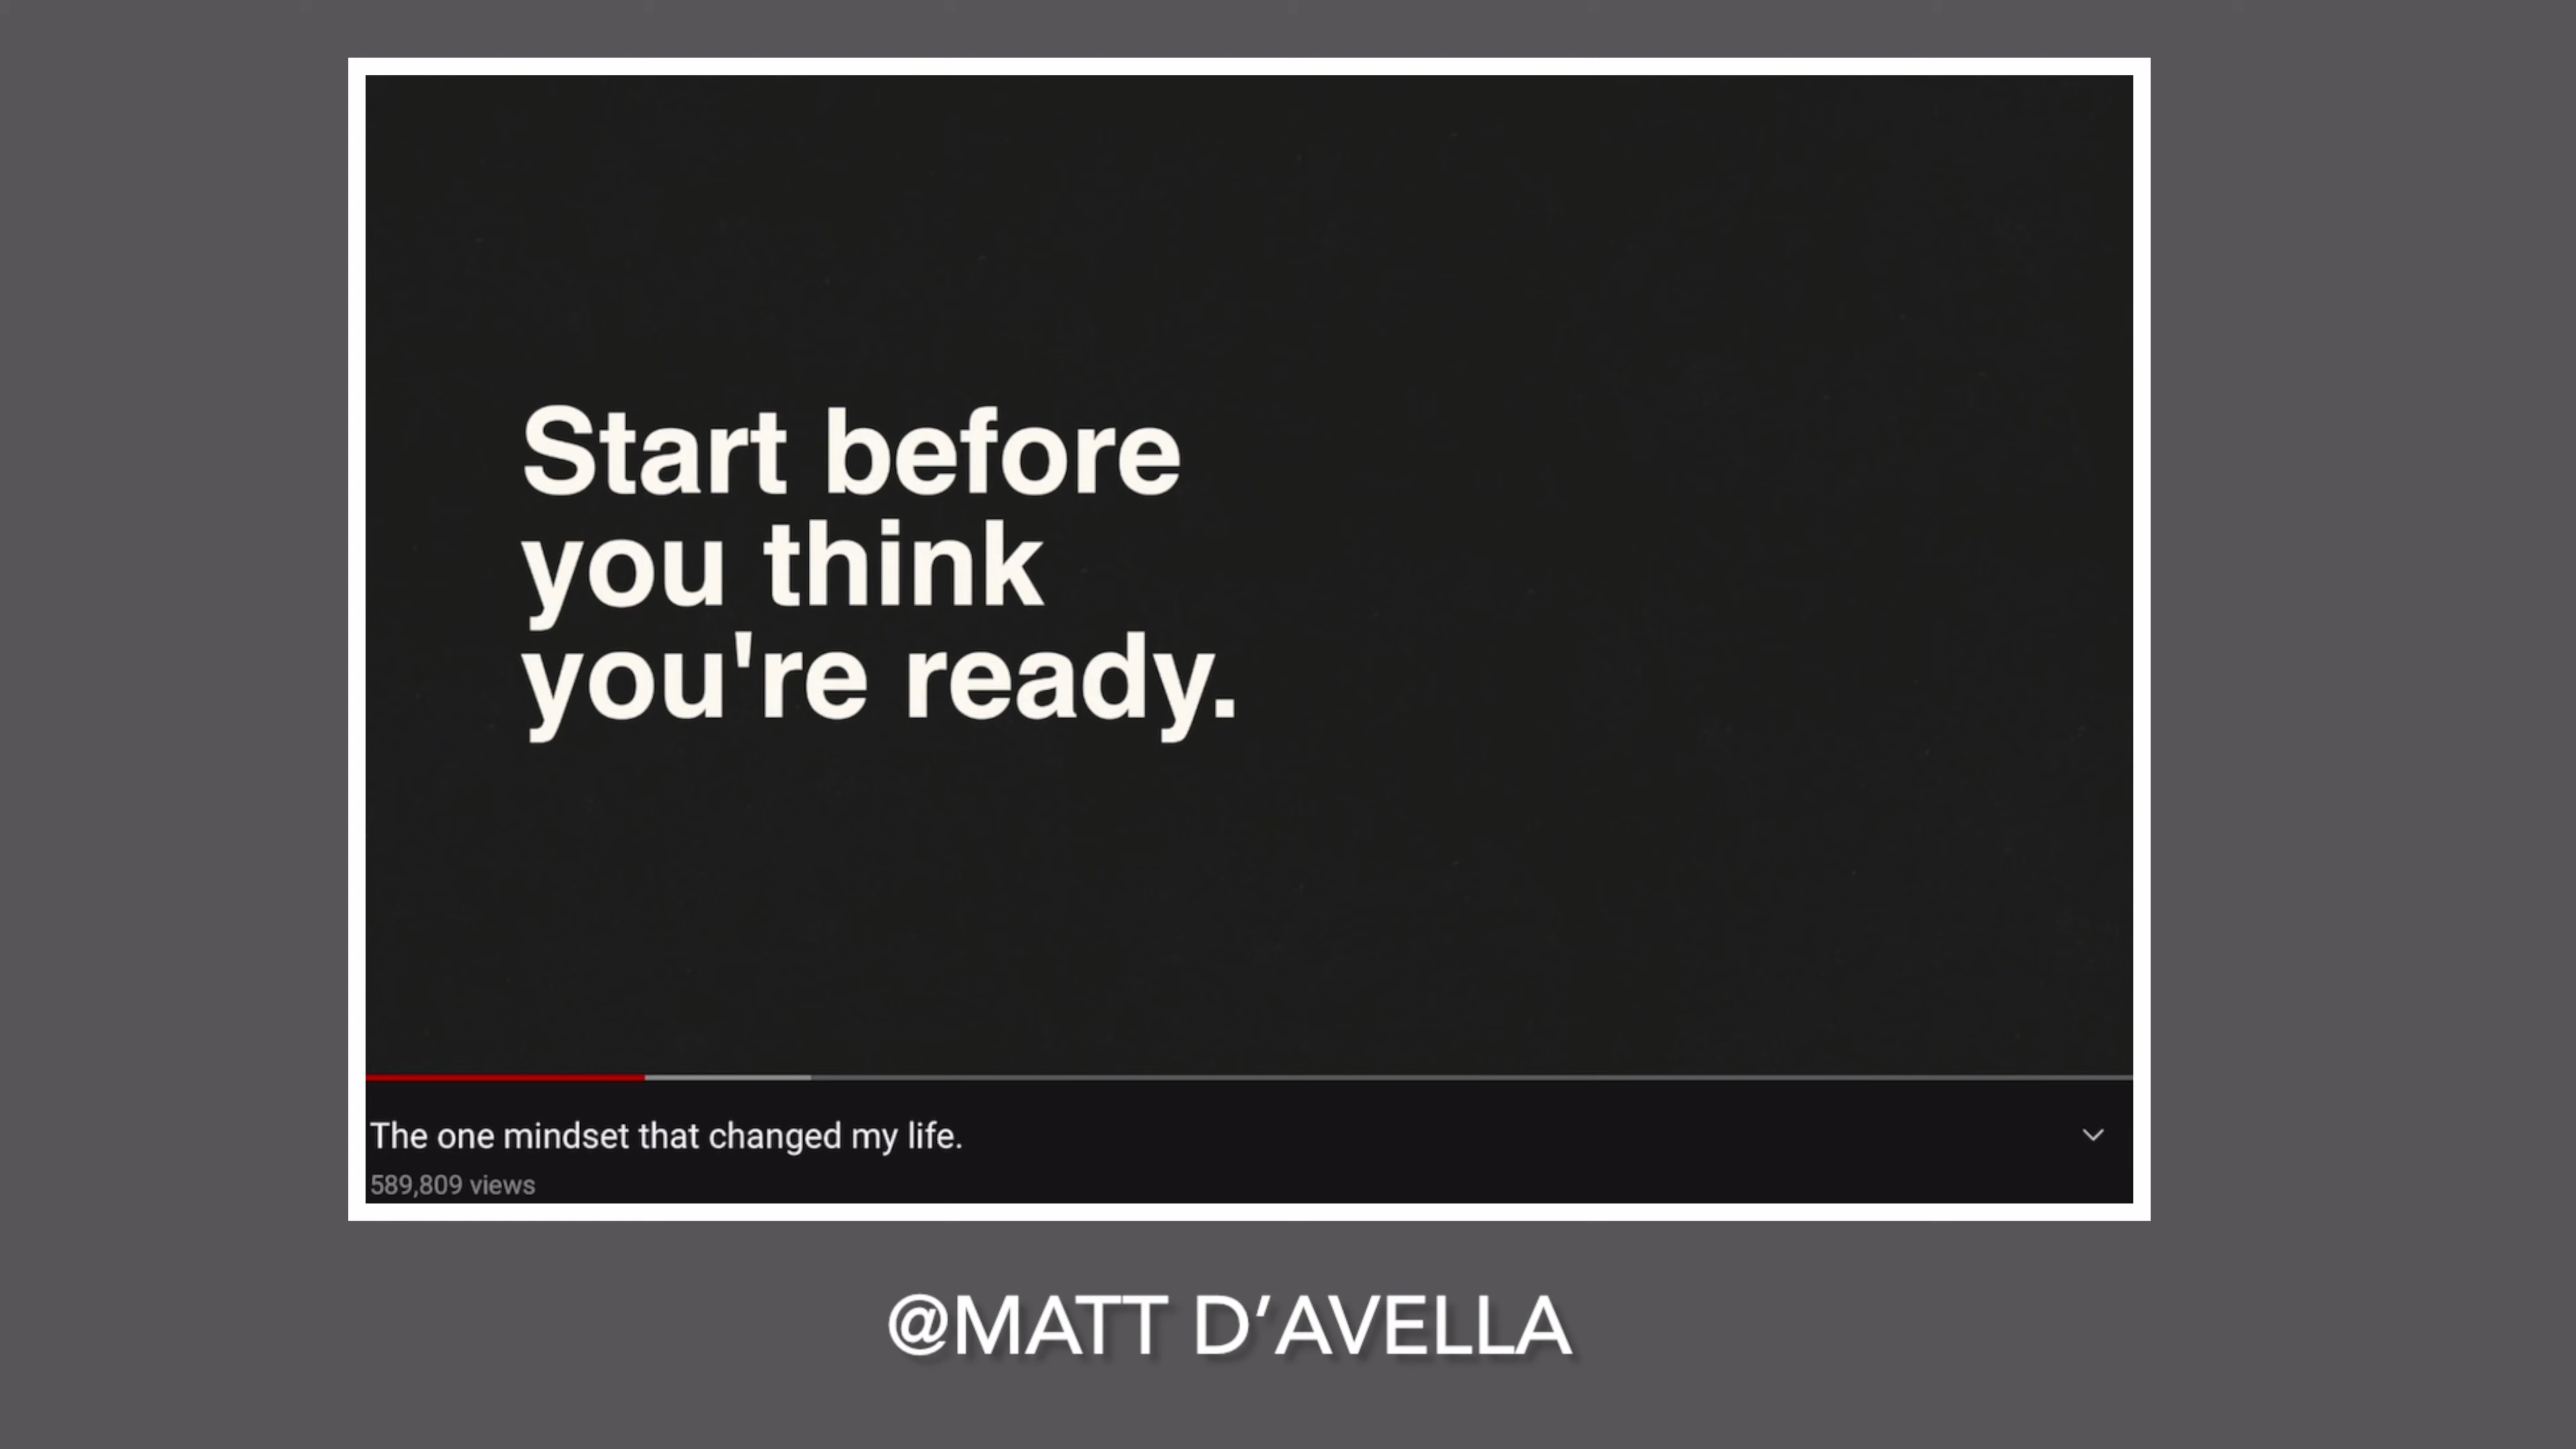 Start before
you think
you're ready.
The one mindset that changed my life.
589,809 views
@MATT D’AVELLA